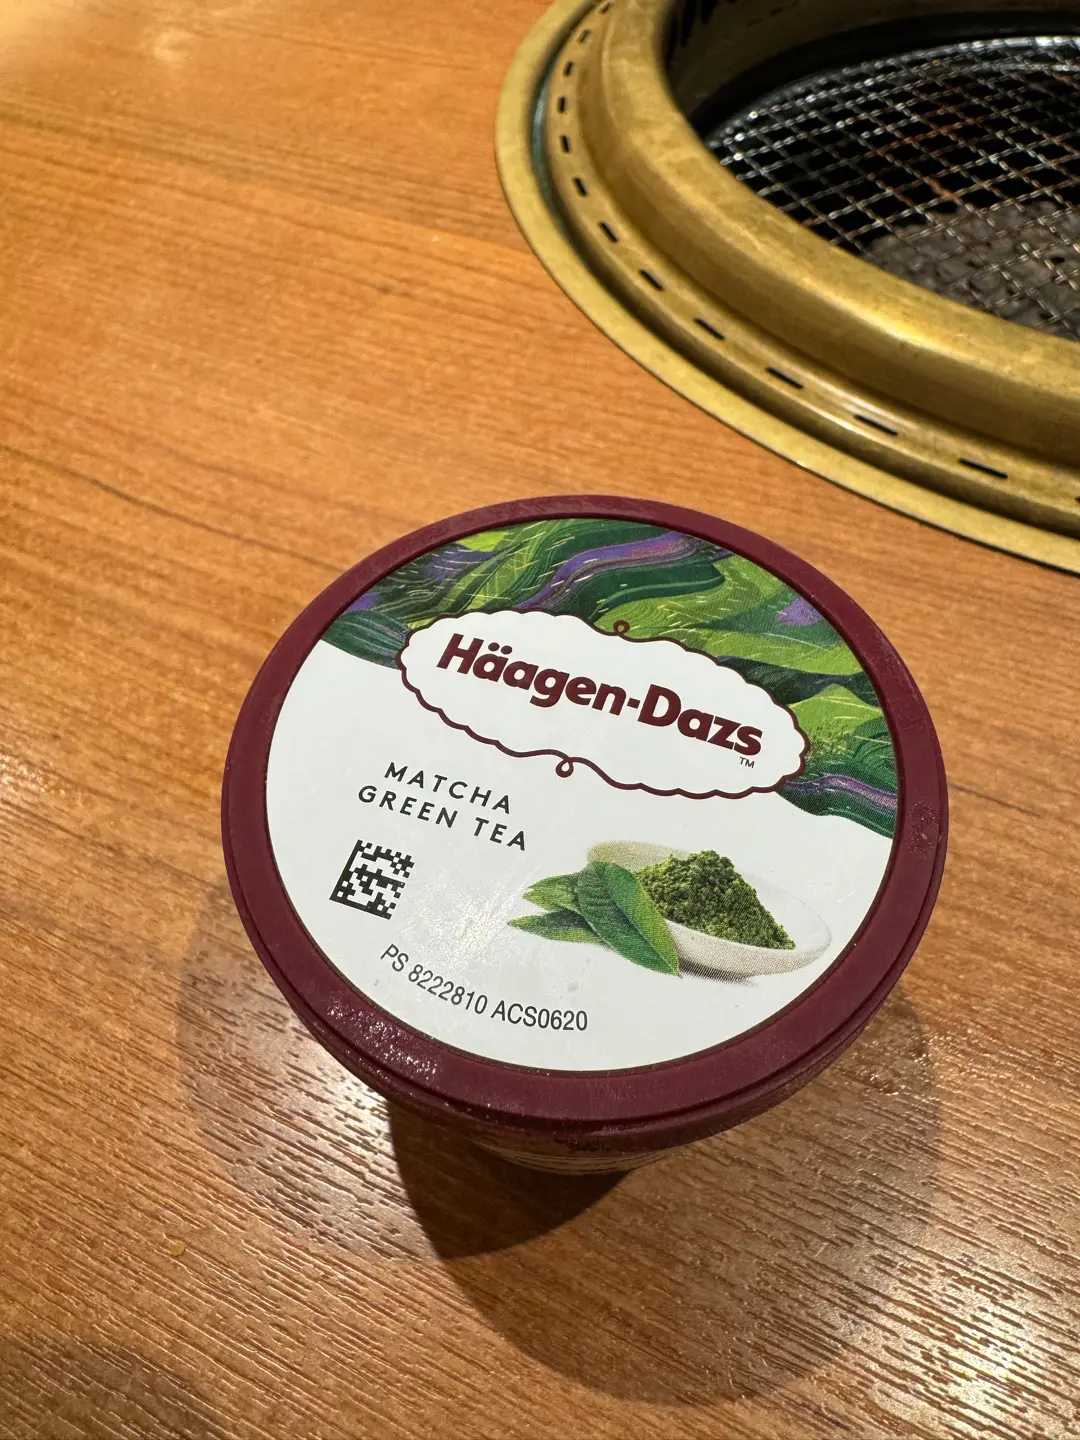 Häagen-Dazs
TM
MATCHA
GREEN TEA
PS 8222810 ACS0620